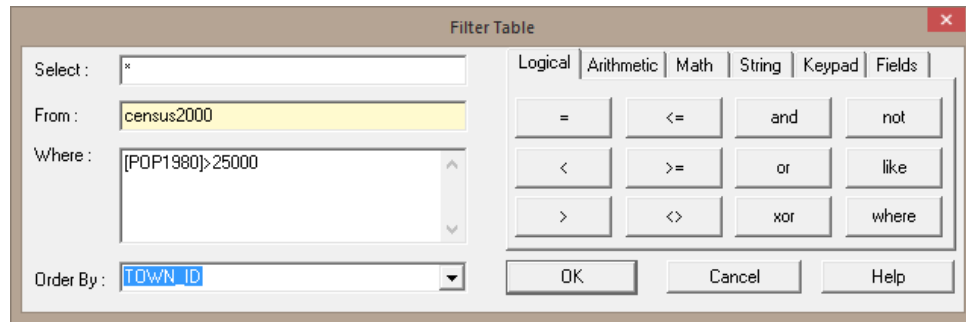 Filter Table
x
Select :
*
From :
census2000
Where :
[POP1980]>25000
Order By :
TOWN_ID
Logical Arithmetic Math String Keypad Fields
= <= and not
< >= or like
> <> xor where
OK Cancel Help